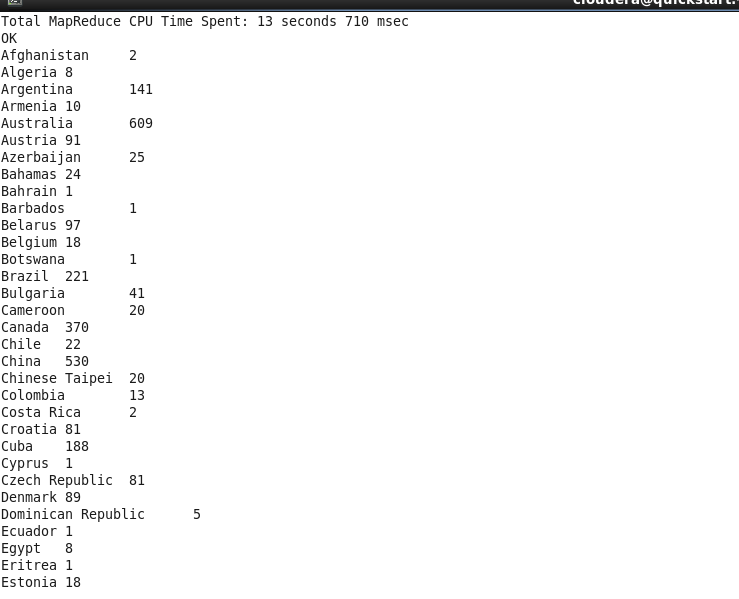 cloudera@quickstart:
Total MapReduce CPU Time Spent: 13 seconds 710 msec
OK
Afghanistan	2
Algeria	8
Argentina	141
Armenia	10
Australia	609
Austria	91
Azerbaijan	25
Bahamas	24
Bahrain	1
Barbados	1
Belarus	97
Belgium	18
Botswana	1
Brazil	221
Bulgaria	41
Cameroon	20
Canada	370
Chile	22
China	530
Chinese Taipei	20
Colombia	13
Costa Rica	2
Croatia	81
Cuba	188
Cyprus	1
Czech Republic	81
Denmark	89
Dominican Republic	5
Ecuador	1
Egypt	8
Eritrea	1
Estonia	18